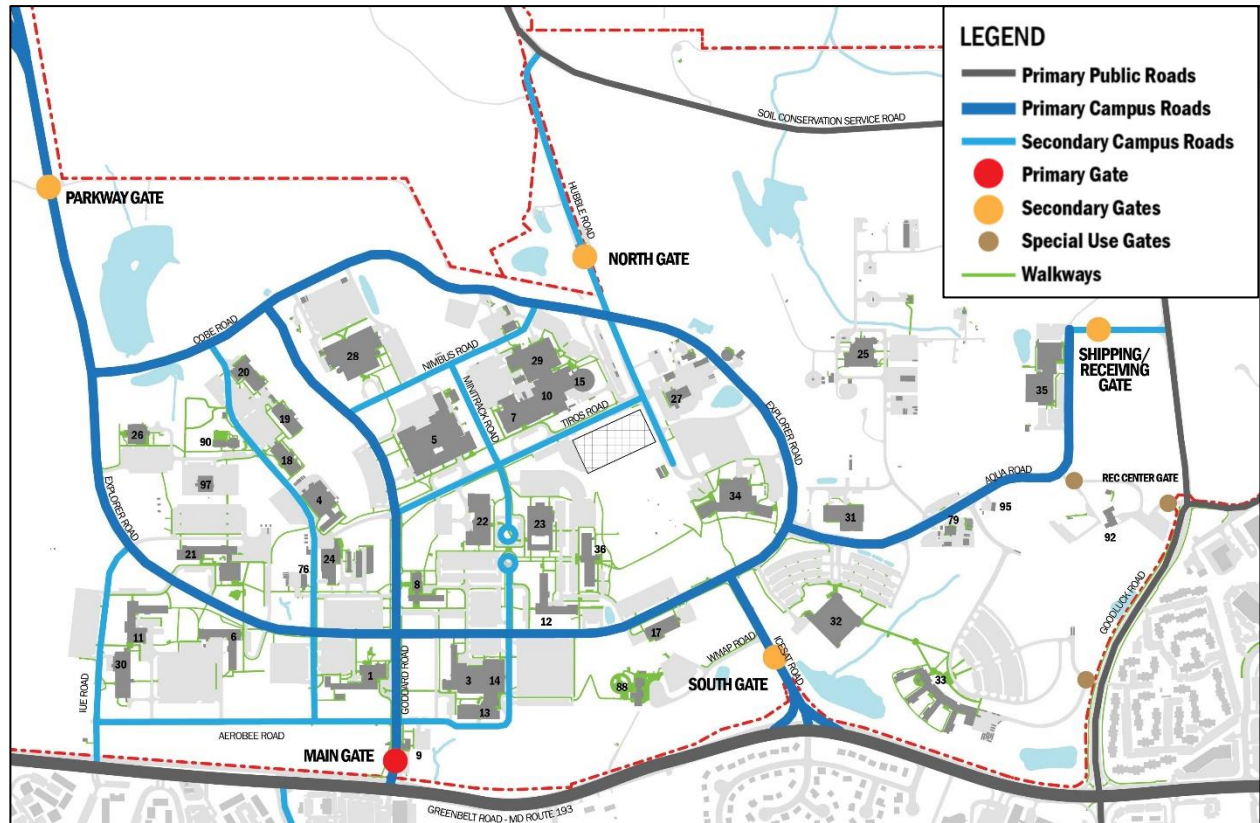 LEGEND
Primary Public Roads
Primary Campus Roads
Secondary Campus Roads
Primary Gate
Secondary Gates
Special Use Gates
Walkways
SOIL CONSERVATION SERVICE ROAD
PARKWAY GATE
HUBBLE ROAD
NORTH GATE
COBE ROAD
28
NIMBUS ROAD
29
25
SHIPPING/
RECEIVING
GATE
20
MINITRACK ROAD
15
35
10
27
19
7
TIROS ROAD
EXPLORER ROAD
26
90
5
18
AQUA ROAD
REC CENTER GATE
97
4
34
EXPLORER ROAD
22
23
31
79
95
92
21
24
36
76
8
GOODLUCK ROAD
12
11
6
17
32
WMAP ROAD
ICESAT ROAD
30
1
GODDARD ROAD
3
14
88
SOUTH GATE
33
IUE ROAD
13
AEROBEE ROAD
MAIN GATE
9
GREENBELT ROAD - MD ROUTE 193